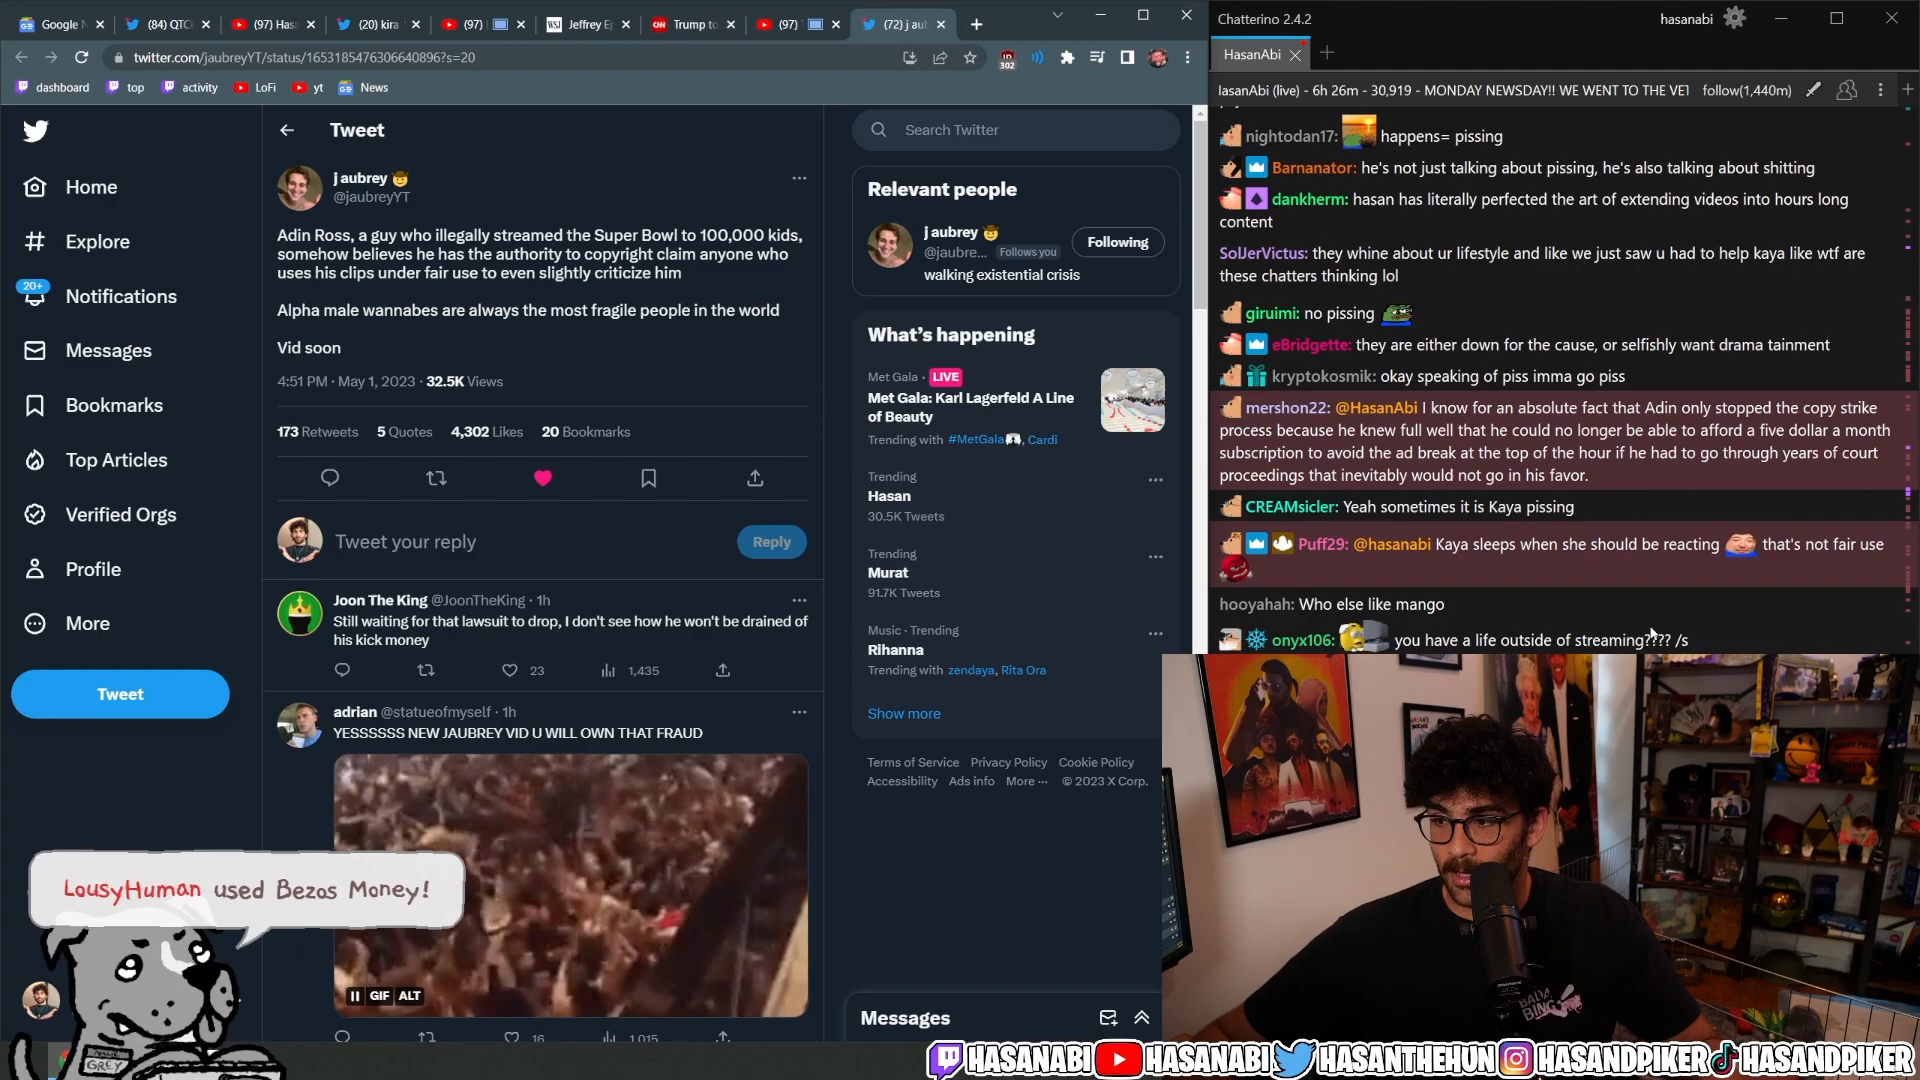 Google N
(84) QTCi
(97) Hasa
(20) kira
(97)
Jeffrey Ep
Trump to
(97)
(72) j aub
twitter.com/jaubreyYT/status/1653185476306640896?s=20
302
dashboard
top
activity
LoFi
yt
News
Home
Explore
20+
Notifications
Messages
Bookmarks
Top Articles
Verified Orgs
Profile
More
Tweet
Tweet
j aubrey
@jaubreyYT
Adin Ross, a guy who illegally streamed the Super Bowl to 100,000 kids,
somehow believes he has the authority to copyright claim anyone who
uses his clips under fair use to even slightly criticize him
Alpha male wannabes are always the most fragile people in the world
Vid soon
4:51 PM · May 1, 2023 · 32.5K Views
173 Retweets 5 Quotes 4,302 Likes 20 Bookmarks
Tweet your reply
Reply
Joon The King @JoonTheKing · 1h
Still waiting for that lawsuit to drop, I don't see how he won't be drained of
his kick money
23
1,435
adrian @statueofmyself · 1h
YESSSSSS NEW JAUBREY VID U WILL OWN THAT FRAUD
GIF ALT
16
1,015
Search Twitter
Relevant people
j aubrey
@jaubre... Follows you
Following
walking existential crisis
What's happening
Met Gala · LIVE
Met Gala: Karl Lagerfeld A Line
of Beauty
Trending with #MetGala, Cardi
Trending
Hasan
30.5K Tweets
Trending
Murat
91.7K Tweets
Music · Trending
Rihanna
Trending with zendaya, Rita Ora
Show more
Terms of Service Privacy Policy Cookie Policy
Accessibility Ads info More ··· © 2023 X Corp.
Messages
LousyHuman used Bezos Money!
NAME
GREY
Chatterino 2.4.2
hasanabi
HasanAbi
lasanAbi (live) - 6h 26m - 30,919 - MONDAY NEWSDAY!! WE WENT TO THE VET
follow(1,440m)
nightodan17: happens= pissing
Barnanator: he's not just talking about pissing, he's also talking about shitting
dankherm: hasan has literally perfected the art of extending videos into hours long
content
SolJerVictus: they whine about ur lifestyle and like we just saw u had to help kaya like wtf are
these chatters thinking lol
giruimi: no pissing
eBridgette: they are either down for the cause, or selfishly want drama tainment
kryptokosmik: okay speaking of piss imma go piss
mershon22: @HasanAbi I know for an absolute fact that Adin only stopped the copy strike
process because he knew full well that he could no longer be able to afford a five dollar a month
subscription to avoid the ad break at the top of the hour if he had to go through years of court
proceedings that inevitably would not go in his favor.
CREAMsicler: Yeah sometimes it is Kaya pissing
Puff29: @hasanabi Kaya sleeps when she should be reacting that's not fair use
hooyahah: Who else like mango
onyx106: you have a life outside of streaming???? /s
BADA
BING
HASANABI HASANABI HASANTHEHUN HASANDPIKER HASANDPIKER